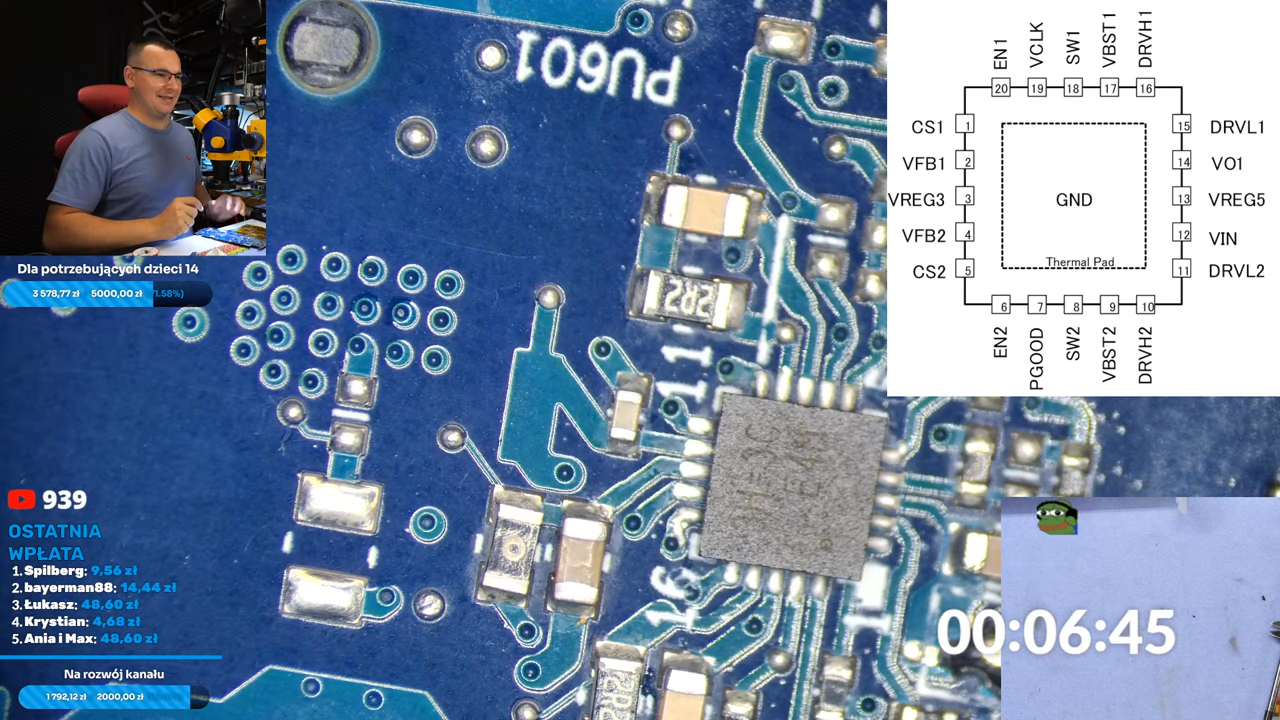 Dla potrzebujących dzieci 14
3 578,77 zł 5000,00 zł (71.58%)
939
OSTATNIA
WPŁATA
1. Spilberg: 9,56 zł
2. bayerman88: 14,44 zł
3. Łukasz: 48,60 zł
4. Krystian: 4,68 zł
5. Ania i Max: 48,60 zł
Na rozwój kanału
1 792,12 zł 2000,00 zł
PU601
2R2
11
16
1
EN1
VCLK
SW1
VBST1
DRVH1
20 19 18 17 16
CS1 1 15 DRVL1
VFB1 2 14 VO1
VREG3 3 GND 13 VREG5
VFB2 4 12 VIN
CS2 5 Thermal Pad 11 DRVL2
6 7 8 9 10
EN2
PGOOD
SW2
VBST2
DRVH2
00:06:45